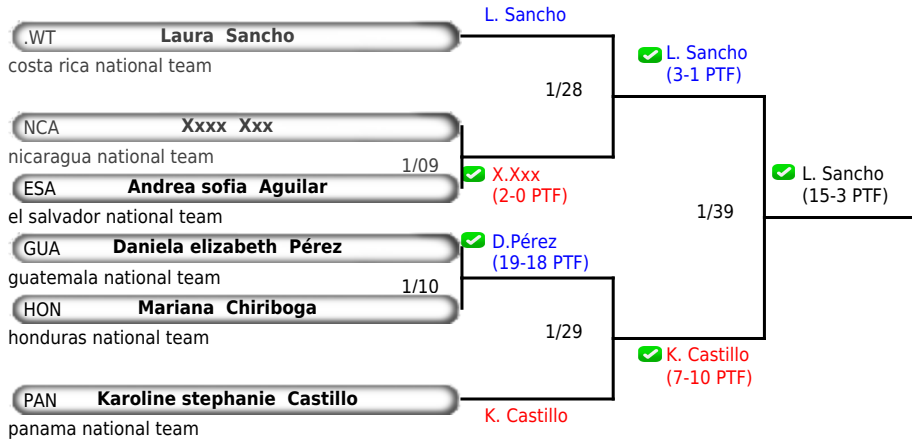 L. Sancho
.WT Laura Sancho
costa rica national team
L. Sancho
(3-1 PTF)
1/28
NCA Xxxx Xxx
nicaragua national team
1/09
X.Xxx
(2-0 PTF)
ESA Andrea sofia Aguilar
el salvador national team
L. Sancho
(15-3 PTF)
1/39
GUA Daniela elizabeth Pérez
guatemala national team
D.Pérez
(19-18 PTF)
1/10
HON Mariana Chiriboga
honduras national team
1/29
K. Castillo
(7-10 PTF)
PAN Karoline stephanie Castillo
panama national team
K. Castillo